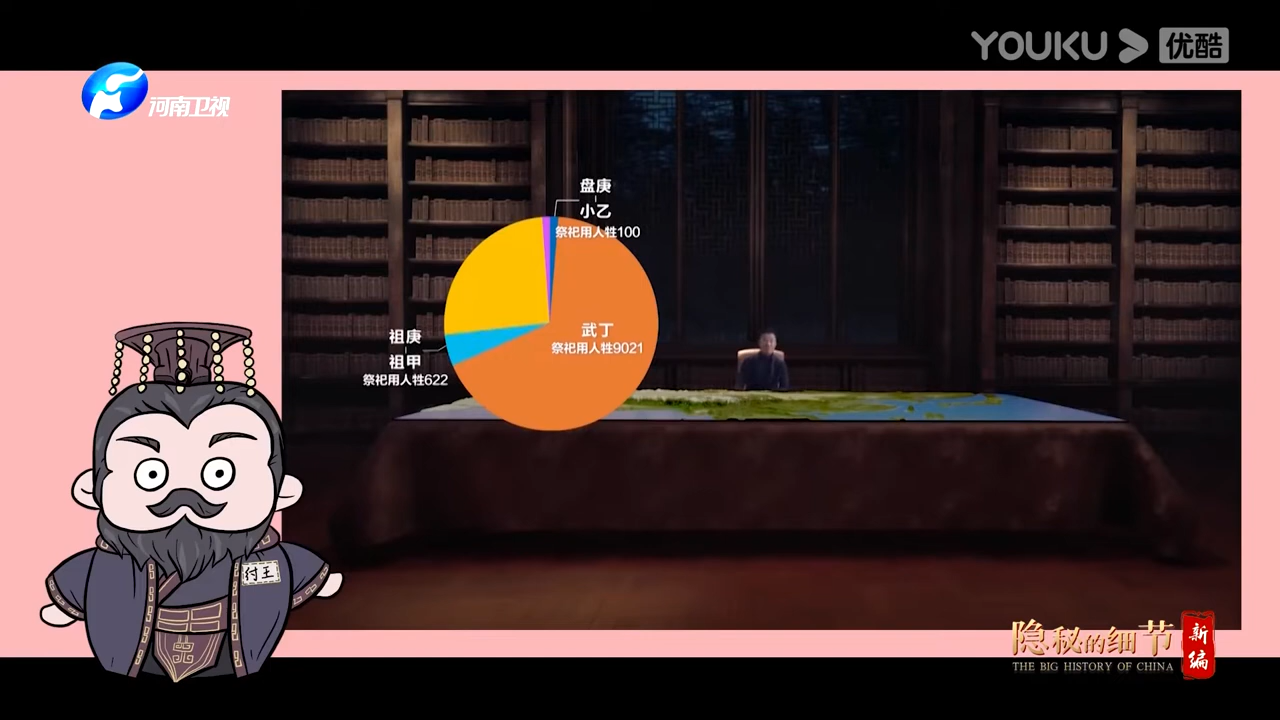 YOUKU 优酷
河南卫视
盘庚
小乙
祭祀用人牲100
武丁
祭祀用人牲9021
祖庚
祖甲
祭祀用人牲622
纣王
隐秘的细节
新编
THE BIG HISTORY OF CHINA